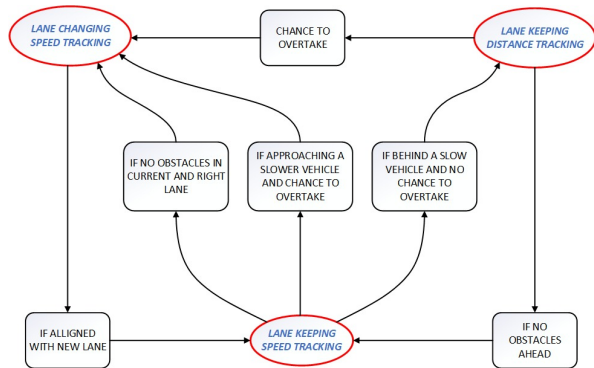 LANE CHANGING
SPEED TRACKING
CHANCE TO
OVERTAKE
LANE KEEPING
DISTANCE TRACKING
IF NO OBSTACLES IN
CURRENT AND RIGHT
LANE
IF APPROACHING A
SLOWER VEHICLE
AND CHANCE TO
OVERTAKE
IF BEHIND A SLOW
VEHICLE AND NO
CHANCE TO
OVERTAKE
IF ALLIGNED
WITH NEW LANE
LANE KEEPING
SPEED TRACKING
IF NO
OBSTACLES
AHEAD